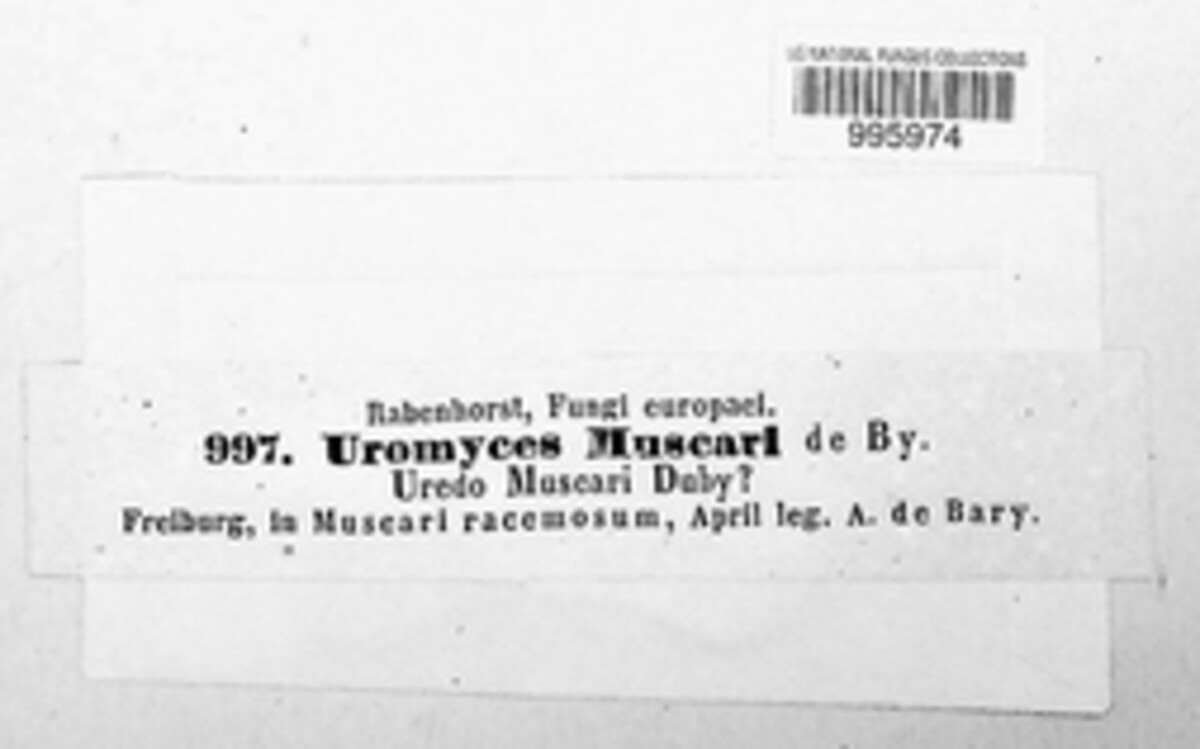 US NATIONAL FUNGUS COLLECTIONS
995974
Rabenhorst, Fungi europaei.
997. Uromyces Muscari de By.
Uredo Muscari Duby?
Freiburg, in Muscari racemosum, April leg. A. de Bary.